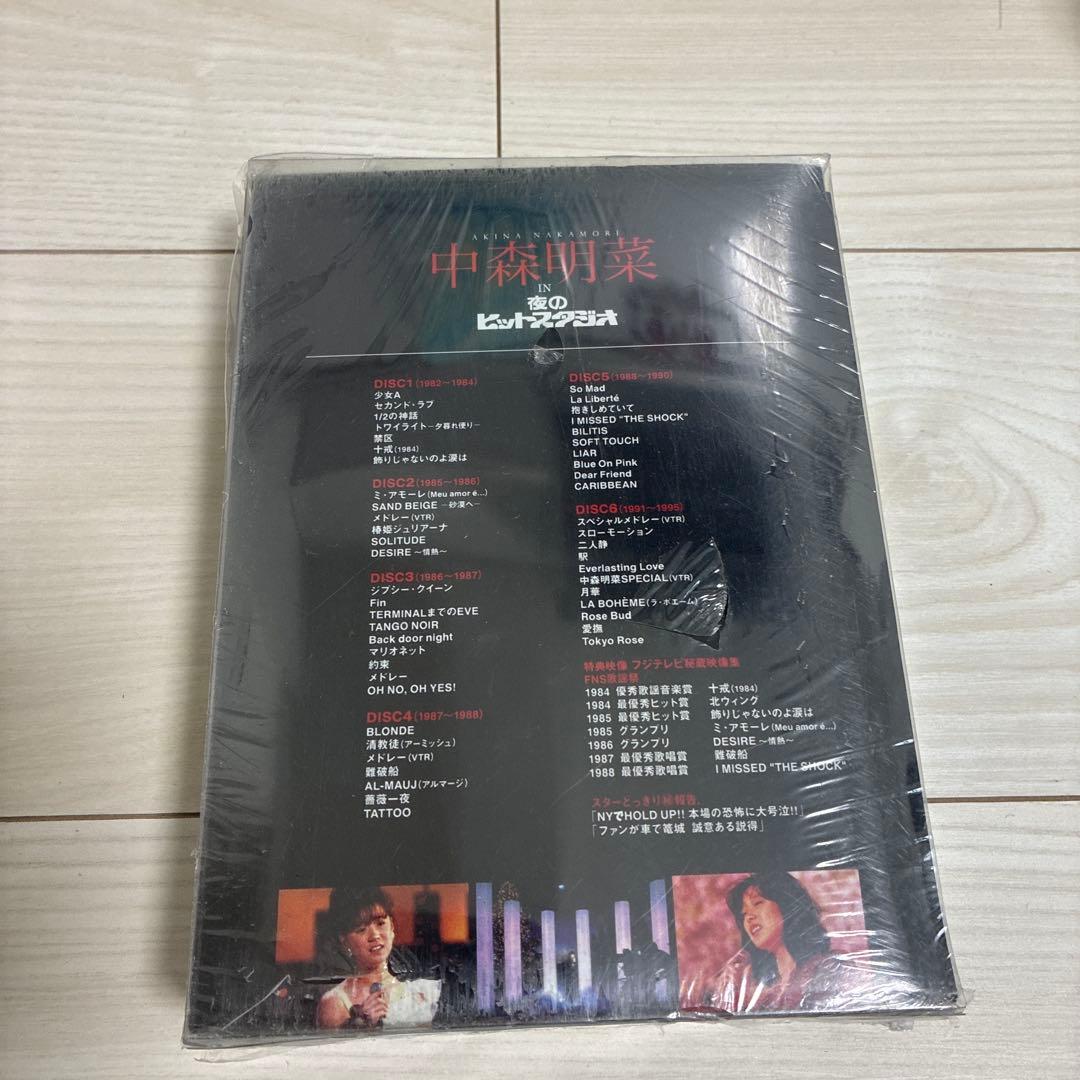 AKINA NAKAMORI
中森明菜
IN
夜の
ヒットスタジオ
DISC1(1982〜1984)
少女A
セカンド・ラブ
1/2の神話
トワイライト—夕暮れ便り—
禁区
十戒(1984)
飾りじゃないのよ涙は
DISC2(1985〜1986)
ミ・アモーレ(Meu amor é...)
SAND BEIGE —砂漠へ—
メドレー(VTR)
椿姫ジュリアーナ
SOLITUDE
DESIRE 〜情熱〜
DISC3(1986〜1987)
ジプシー・クイーン
Fin
TERMINALまでのEVE
TANGO NOIR
Back door night
マリオネット
約束
メドレー
OH NO, OH YES!
DISC4(1987〜1988)
BLONDE
清教徒(アーミッシュ)
メドレー(VTR)
難破船
AL-MAUJ(アルマージ)
薔薇一夜
TATTOO
DISC5(1988〜1990)
So Mad
La Liberté
抱きしめていて
I MISSED "THE SHOCK"
BILITIS
SOFT TOUCH
LIAR
Blue On Pink
Dear Friend
CARIBBEAN
DISC6(1991〜1995)
スペシャルメドレー(VTR)
スローモーション
二人静
駅
Everlasting Love
中森明菜SPECIAL(VTR)
月華
LA BOHÈME(ラ・ボエーム)
Rose Bud
愛撫
Tokyo Rose
特典映像 フジテレビ秘蔵映像集
FNS歌謡祭
1984 優秀歌謡音楽賞 十戒(1984)
1984 最優秀ヒット賞 北ウィング
1985 最優秀ヒット賞 飾りじゃないのよ涙は
1985 グランプリ ミ・アモーレ(Meu amor é...)
1986 グランプリ DESIRE 〜情熱〜
1987 最優秀歌唱賞 難破船
1988 最優秀歌唱賞 I MISSED "THE SHOCK"
スターどっきり㊙報告
「NYでHOLD UP!! 本場の恐怖に大号泣!!」
「ファンが車で篭城 誠意ある説得」